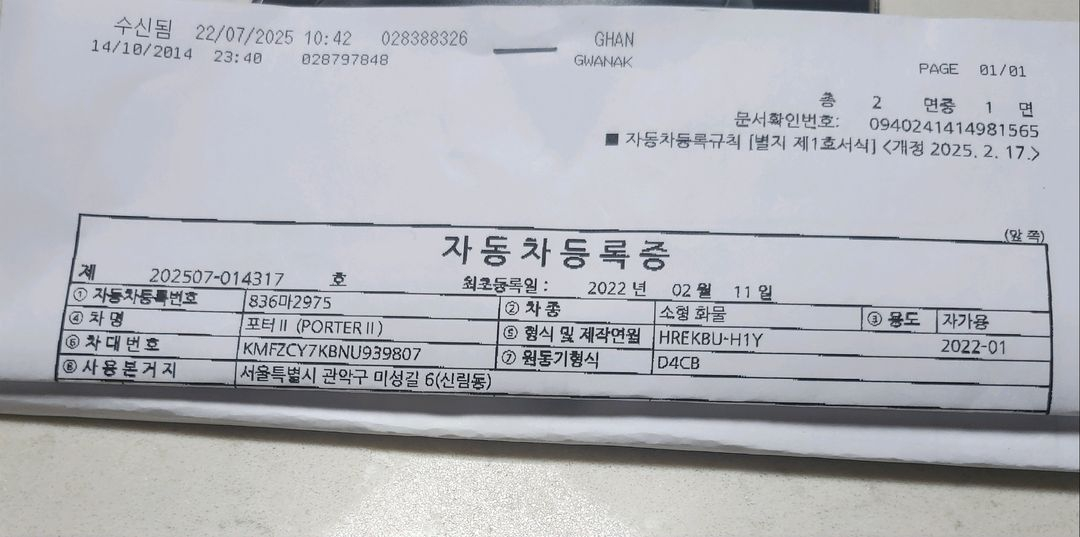 수신됨 22/07/2025 10:42 028388326 GHAN
14/10/2014 23:40 028797848 GWANAK PAGE 01/01
총 2 면중 1 면
문서확인번호: 0940241414981565
■ 자동차등록규칙 [별지 제1호서식] <개정 2025. 2. 17.>
(앞 쪽)
자동차등록증
제 202507-014317 호 최초등록일 : 2022 년 02 월 11 일
① 자동차등록번호 836마2975 ② 차 종 소형 화물 ③ 용도 자가용
④ 차 명 포터Ⅱ (PORTERⅡ) ⑤ 형식 및 제작연월 HREKBU-H1Y 2022-01
⑥ 차 대 번 호 KMFZCY7KBNU939807 ⑦ 원동기형식 D4CB
⑧ 사 용 본 거 지 서울특별시 관악구 미성길 6(신림동)